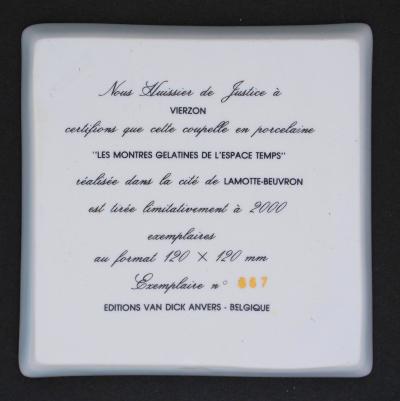 Nous Huissier de Justice à
VIERZON
certifions que cette coupelle en porcelaine
"LES MONTRES GELATINES DE L'ESPACE TEMPS"
réalisée dans la cité de LAMOTTE-BEUVRON
est tirée limitativement à 2000
exemplaires
au format 120 X 120 mm
Exemplaire n° 667
EDITIONS VAN DICK ANVERS - BELGIQUE